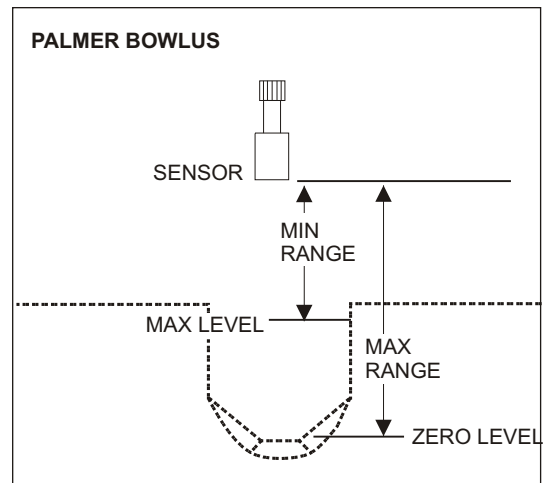 PALMER BOWLUS
SENSOR
MIN
RANGE
MAX LEVEL
MAX
RANGE
ZERO LEVEL